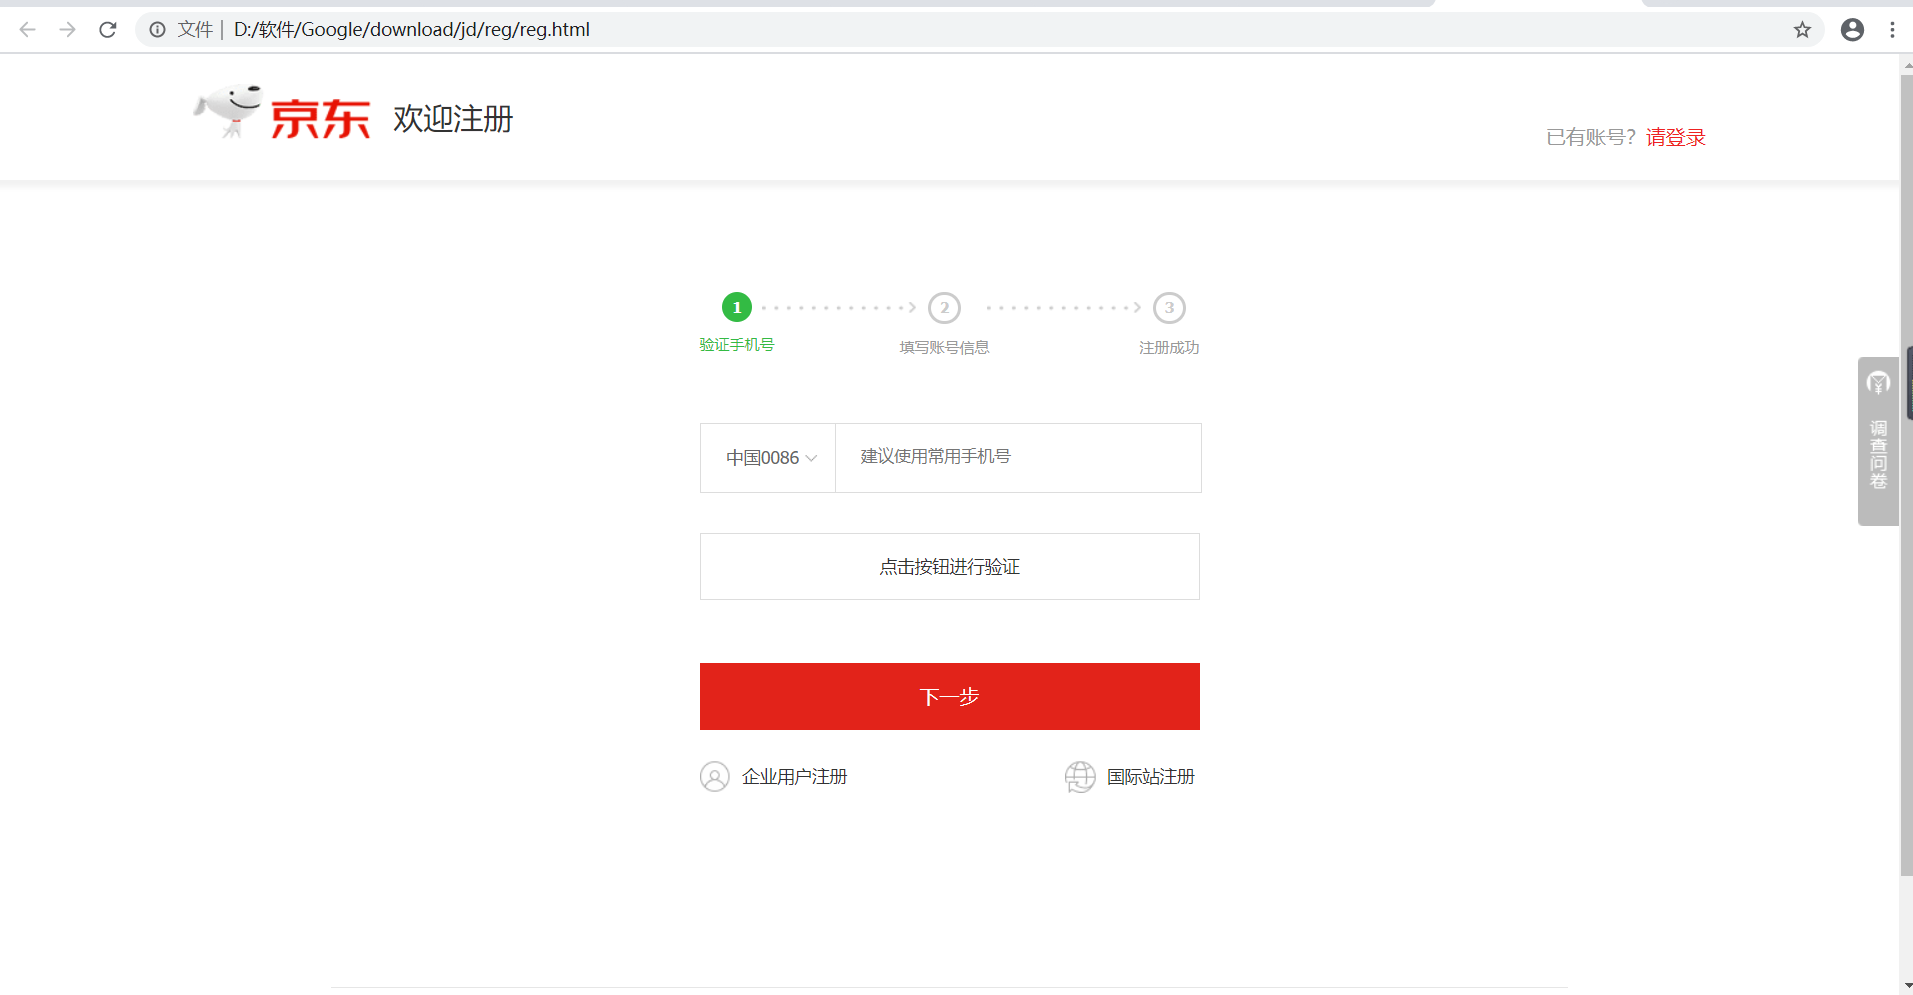 文件 | D:/软件/Google/download/jd/reg/reg.html
京东 欢迎注册
已有账号? 请登录
1 2 3
验证手机号 填写账号信息 注册成功
中国0086 建议使用常用手机号
点击按钮进行验证
下一步
企业用户注册 国际站注册
调查问卷